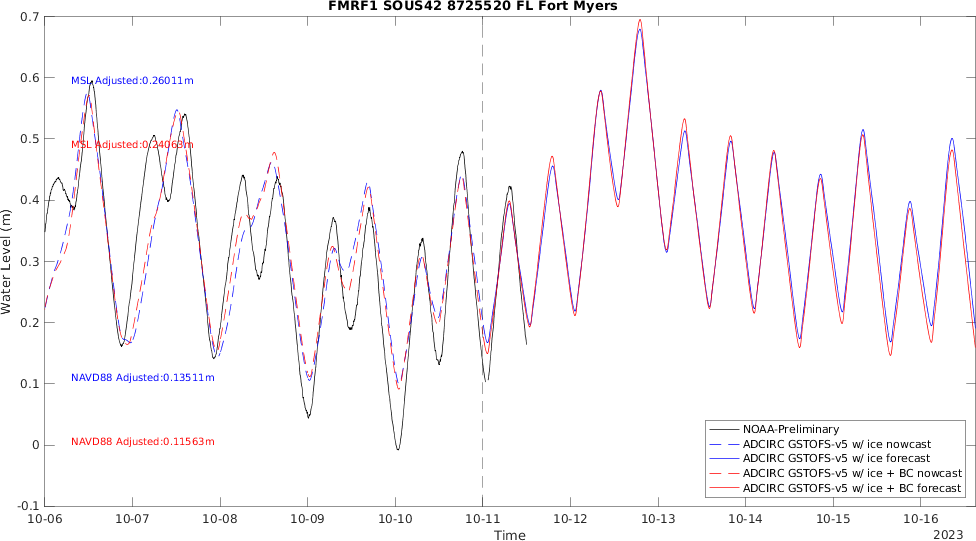 FMRF1 SOUS42 8725520 FL Fort Myers
0.7
0.6
0.5
0.4
0.3
0.2
0.1
0
-0.1
Water Level (m)
MSL Adjusted:0.26011m
MSL Adjusted:0.24063m
NAVD88 Adjusted:0.13511m
NAVD88 Adjusted:0.11563m
NOAA-Preliminary
ADCIRC GSTOFS-v5 w/ ice nowcast
ADCIRC GSTOFS-v5 w/ ice forecast
ADCIRC GSTOFS-v5 w/ ice + BC nowcast
ADCIRC GSTOFS-v5 w/ ice + BC forecast
10-06 10-07 10-08 10-09 10-10 10-11 10-12 10-13 10-14 10-15 10-16
Time
2023